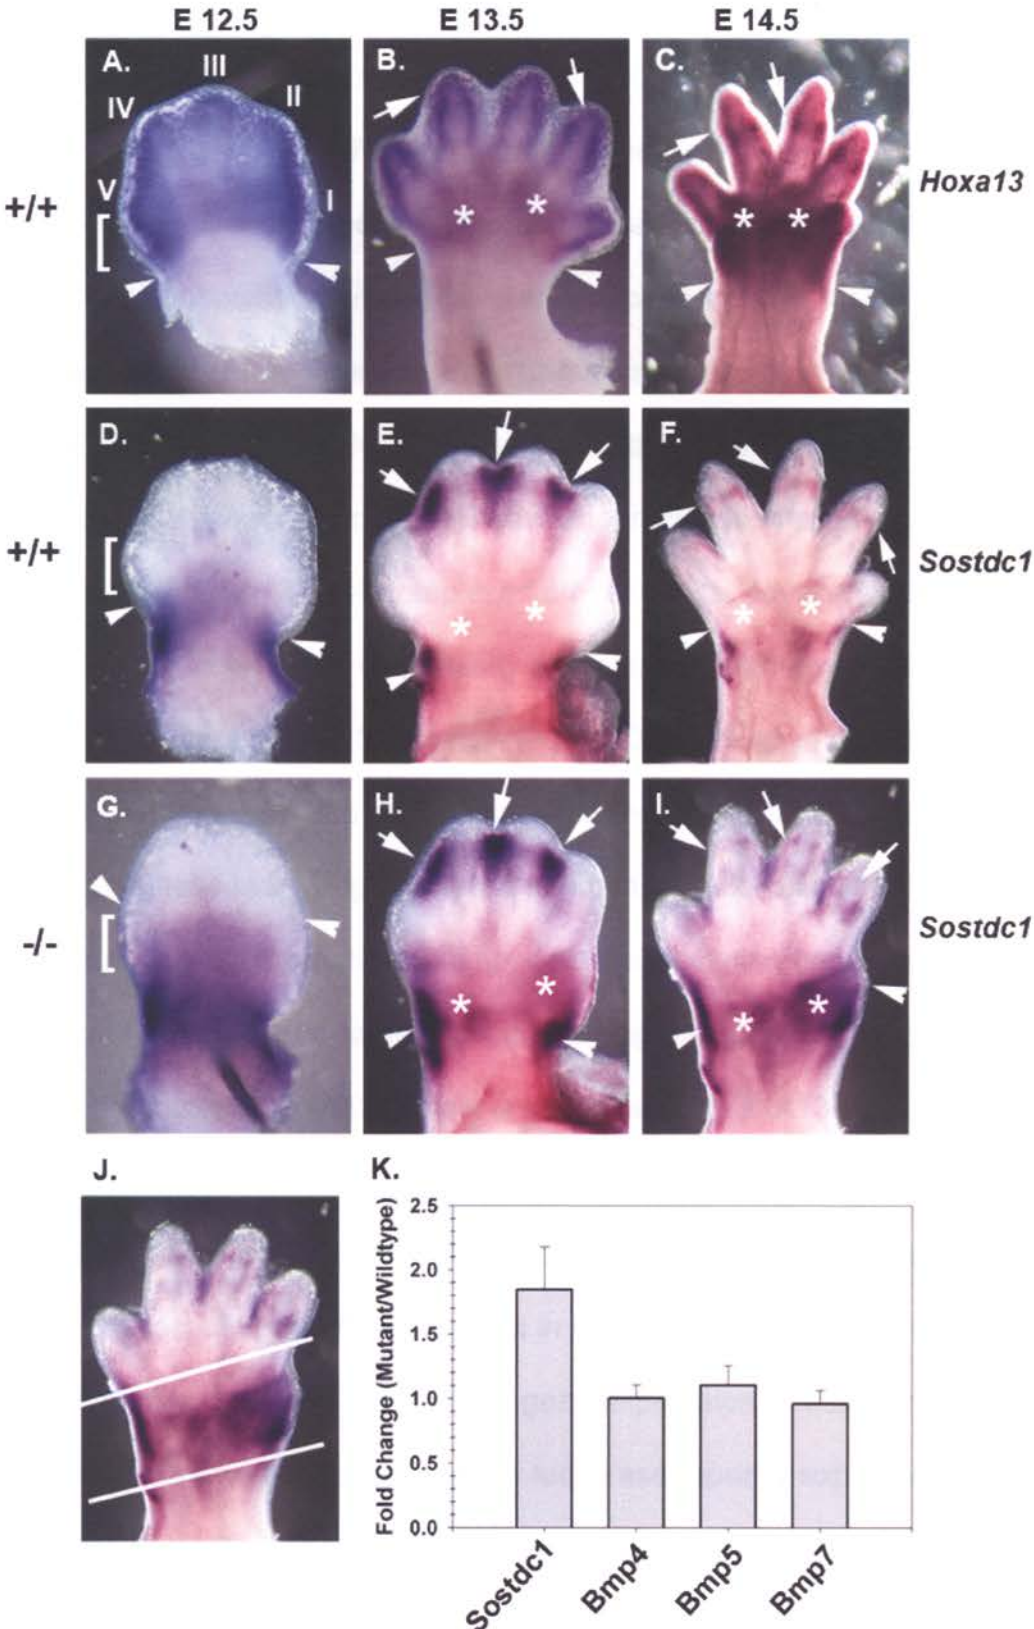 E 12.5 E 13.5 E 14.5
A. III II IV V I
B.
C.
+/+ Hoxa13
* *
* *
D.
E.
F.
+/+ Sostdc1
* *
* *
G.
H.
I.
-/- Sostdc1
* *
* *
J.
K.
Fold Change (Mutant/Wildtype)
2.5
2.0
1.5
1.0
0.5
0.0
Sostdc1 Bmp4 Bmp5 Bmp7